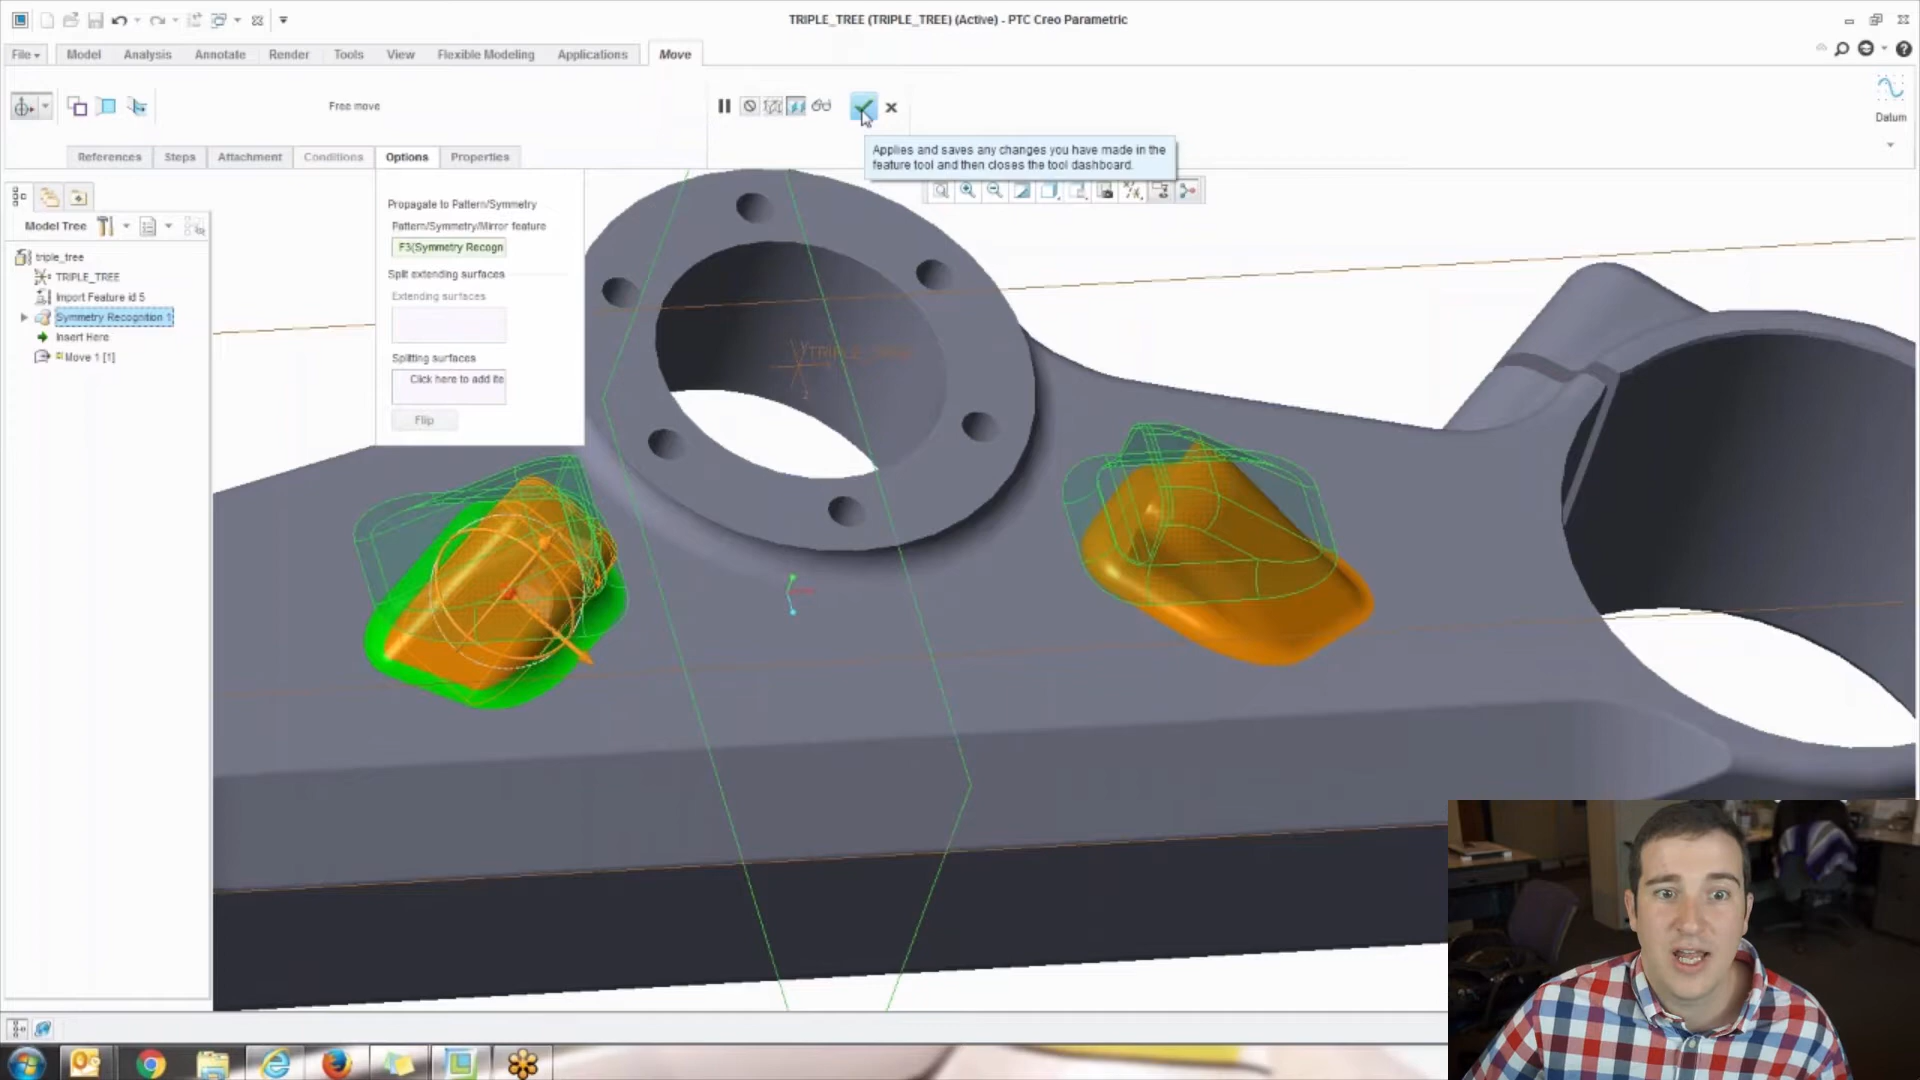 TRIPLE_TREE (TRIPLE_TREE) (Active) - PTC Creo Parametric
File Model Analysis Annotate Render Tools View Flexible Modeling Applications Move
Free move
Datum
References Steps Attachment Conditions Options Properties
Applies and saves any changes you have made in the
feature tool and then closes the tool dashboard.
Model Tree
triple_tree
TRIPLE_TREE
Import Feature id 5
Symmetry Recognition 1
Insert Here
Move 1 [1]
Propagate to Pattern/Symmetry
Pattern/Symmetry/Mirror feature
F3(Symmetry Recogn
Split extending surfaces
Extending surfaces
Splitting surfaces
Click here to add ite
Flip
TRIPLE_TREE